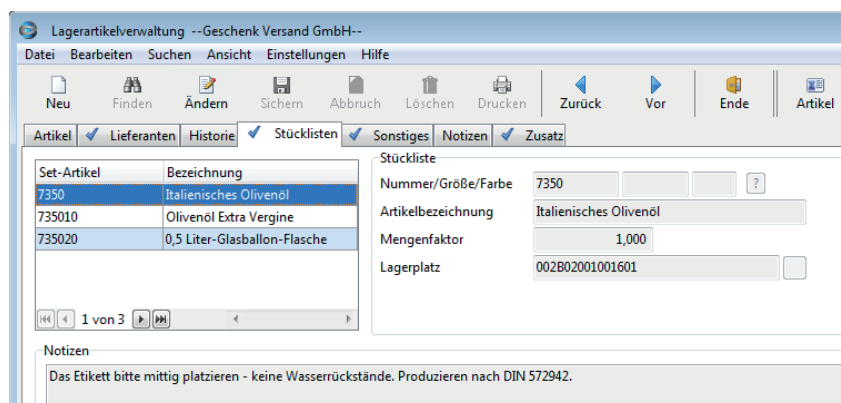 Lagerartikelverwaltung --Geschenk Versand GmbH--
Datei Bearbeiten Suchen Ansicht Einstellungen Hilfe
Neu Finden Ändern Sichern Abbruch Löschen Drucken Zurück Vor Ende Artikel
Artikel Lieferanten Historie Stücklisten Sonstiges Notizen Zusatz
Set-Artikel Bezeichnung
7350 Italienisches Olivenöl
735010 Olivenöl Extra Vergine
735020 0,5 Liter-Glasballon-Flasche
1 von 3
Stückliste
Nummer/Größe/Farbe 7350 ?
Artikelbezeichnung Italienisches Olivenöl
Mengenfaktor 1,000
Lagerplatz 002B02001001601
Notizen
Das Etikett bitte mittig platzieren - keine Wasserrückstände. Produzieren nach DIN 572942.